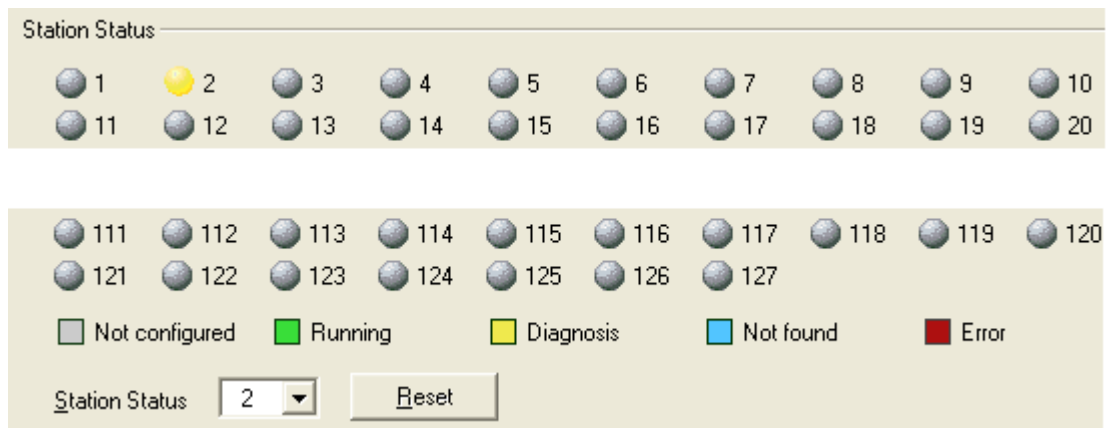 Station Status
1 2 3 4 5 6 7 8 9 10
11 12 13 14 15 16 17 18 19 20
111 112 113 114 115 116 117 118 119 120
121 122 123 124 125 126 127
Not configured Running Diagnosis Not found Error
Station Status 2 Reset